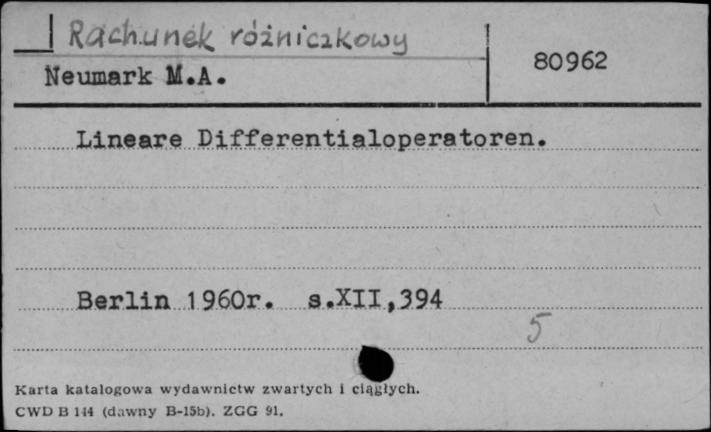 Rachunek różniczkowy
80962
Neumark M.A.
Lineare Differentialoperatoren.
Berlin 1960r. s.XII,394
5
Karta katalogowa wydawnictw zwartych i ciągłych.
CWD B 144 (dawny B-15b). ZGG 91.